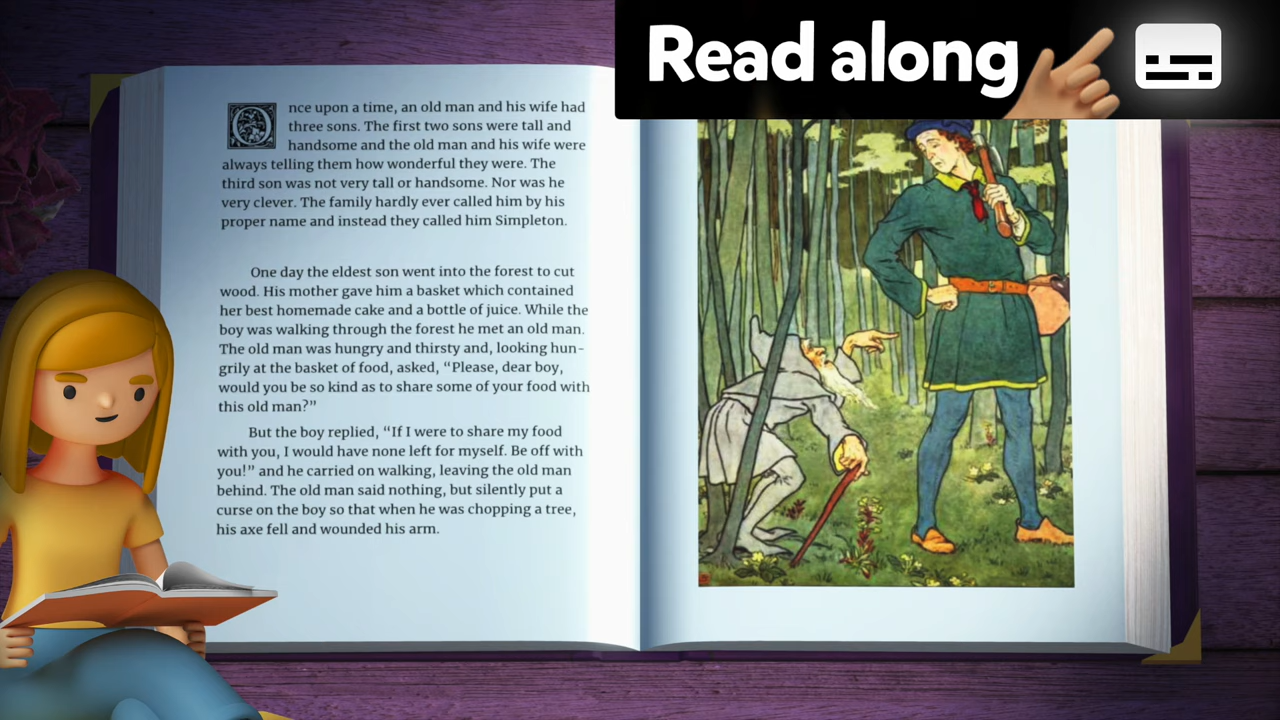 Read along
Once upon a time, an old man and his wife had
three sons. The first two sons were tall and
handsome and the old man and his wife were
always telling them how wonderful they were. The
third son was not very tall or handsome. Nor was he
very clever. The family hardly ever called him by his
proper name and instead they called him Simpleton.
One day the eldest son went into the forest to cut
wood. His mother gave him a basket which contained
her best homemade cake and a bottle of juice. While the
boy was walking through the forest he met an old man.
The old man was hungry and thirsty and, looking hun-
grily at the basket of food, asked, “Please, dear boy,
would you be so kind as to share some of your food with
this old man?”
But the boy replied, “If I were to share my food
with you, I would have none left for myself. Be off with
you!” and he carried on walking, leaving the old man
behind. The old man said nothing, but silently put a
curse on the boy so that when he was chopping a tree,
his axe fell and wounded his arm.